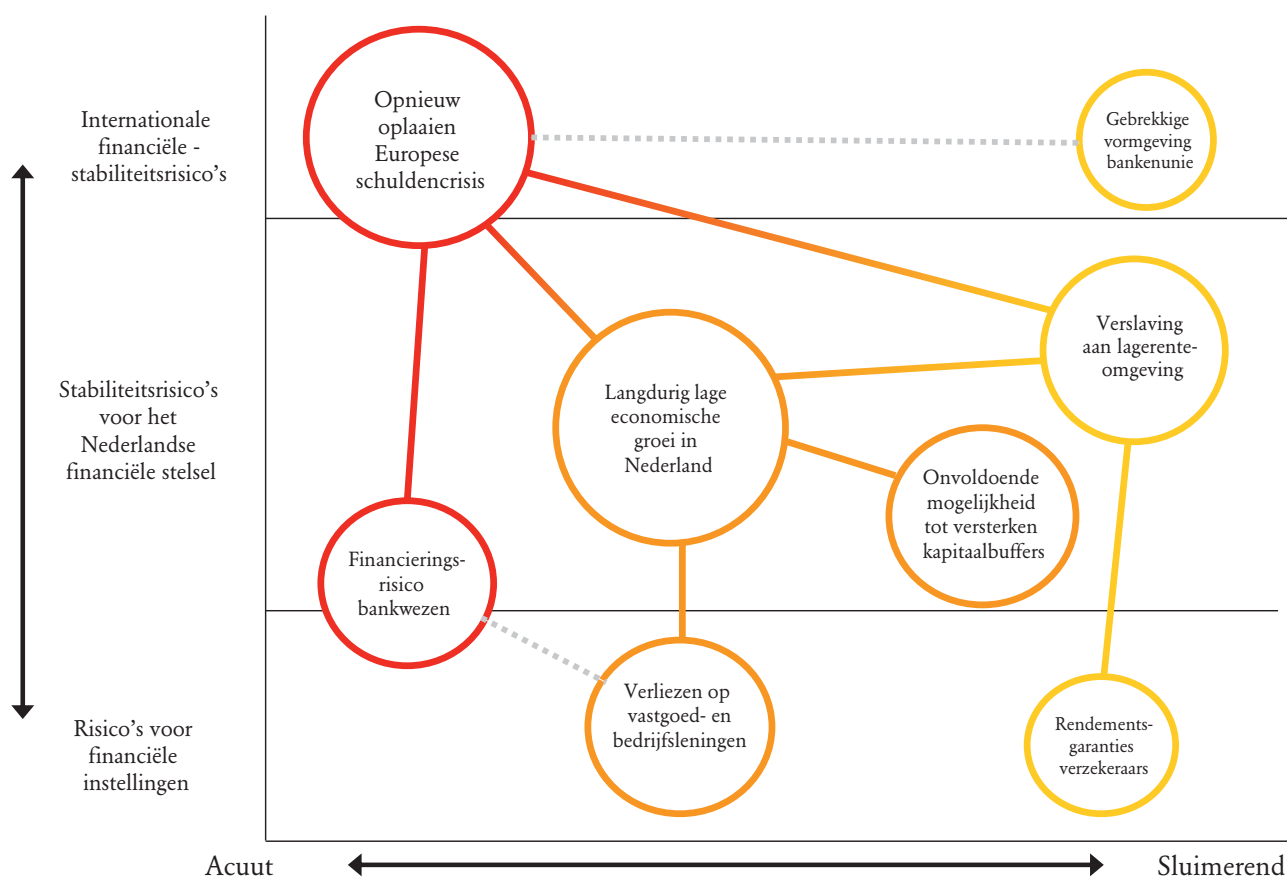 Internationale
financiële -
stabiliteitsrisico’s
Opnieuw
oplaaien
Europese
schuldencrisis
Gebrekkige
vormgeving
bankenunie
Stabiliteitsrisico’s
voor het
Nederlandse
financiële stelsel
Langdurig lage
economische
groei in
Nederland
Verslaving
aan lagerente-
omgeving
Onvoldoende
mogelijkheid
tot versterken
kapitaalbuffers
Financierings-
risico
bankwezen
Risico’s voor
financiële
instellingen
Verliezen op
vastgoed- en
bedrijfsleningen
Rendements-
garanties
verzekeraars
Acuut
Sluimerend